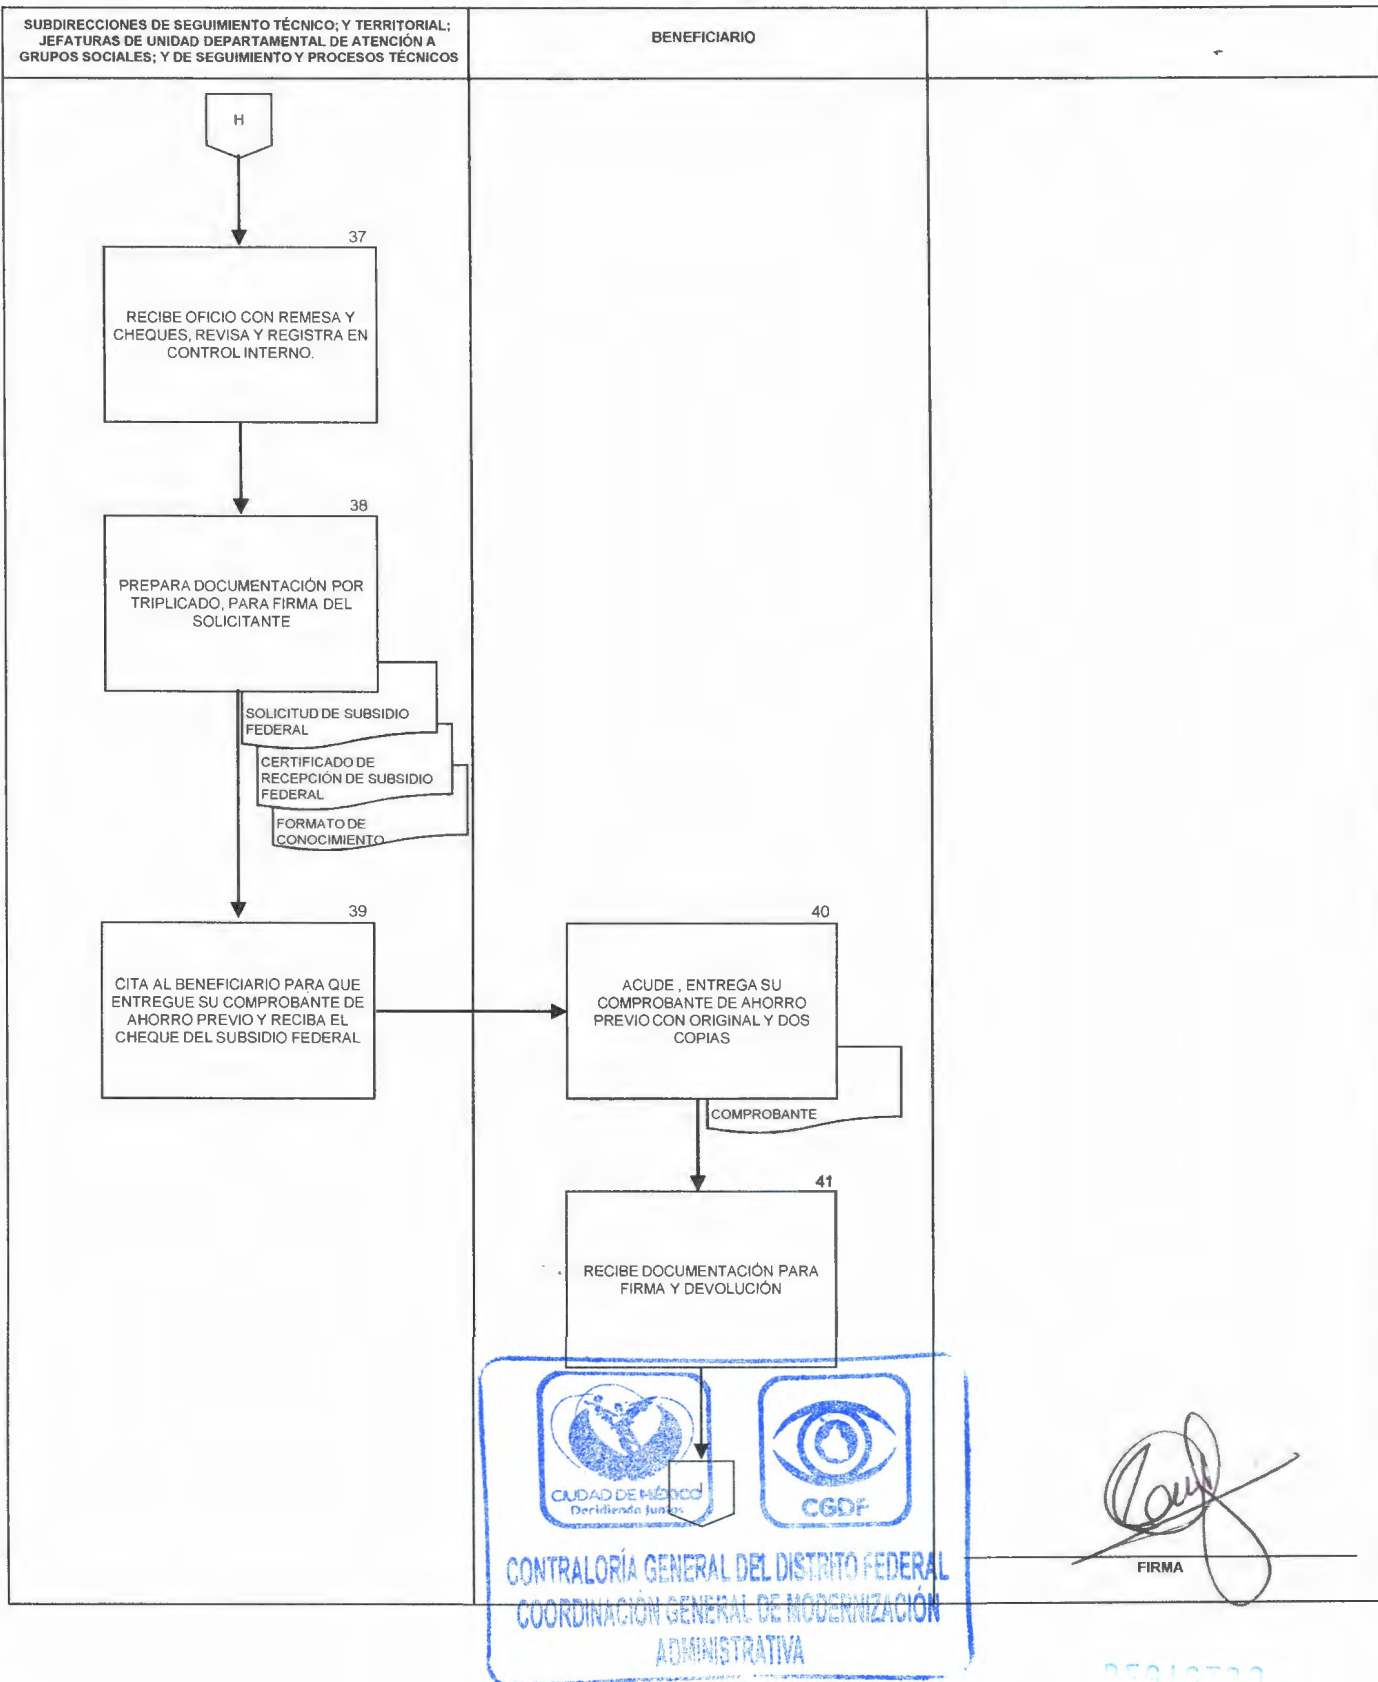 SUBDIRECCIONES DE SEGUIMIENTO TÉCNICO; Y TERRITORIAL;
JEFATURAS DE UNIDAD DEPARTAMENTAL DE ATENCIÓN A
GRUPOS SOCIALES; Y DE SEGUIMIENTO Y PROCESOS TÉCNICOS
BENEFICIARIO
H
37
RECIBE OFICIO CON REMESA Y
CHEQUES, REVISA Y REGISTRA EN
CONTROL INTERNO.
38
PREPARA DOCUMENTACIÓN POR
TRIPLICADO, PARA FIRMA DEL
SOLICITANTE
SOLICITUD DE SUBSIDIO
FEDERAL
CERTIFICADO DE
RECEPCIÓN DE SUBSIDIO
FEDERAL
FORMATO DE
CONOCIMIENTO
39
CITA AL BENEFICIARIO PARA QUE
ENTREGUE SU COMPROBANTE DE
AHORRO PREVIO Y RECIBA EL
CHEQUE DEL SUBSIDIO FEDERAL
40
ACUDE , ENTREGA SU
COMPROBANTE DE AHORRO
PREVIO CON ORIGINAL Y DOS
COPIAS
COMPROBANTE
41
RECIBE DOCUMENTACIÓN PARA
FIRMA Y DEVOLUCIÓN
CIUDAD DE MÉXICO
Decidiendo Juntos
CGDF
CONTRALORÍA GENERAL DEL DISTRITO FEDERAL
COORDINACIÓN GENERAL DE MODERNIZACIÓN
ADMINISTRATIVA
FIRMA